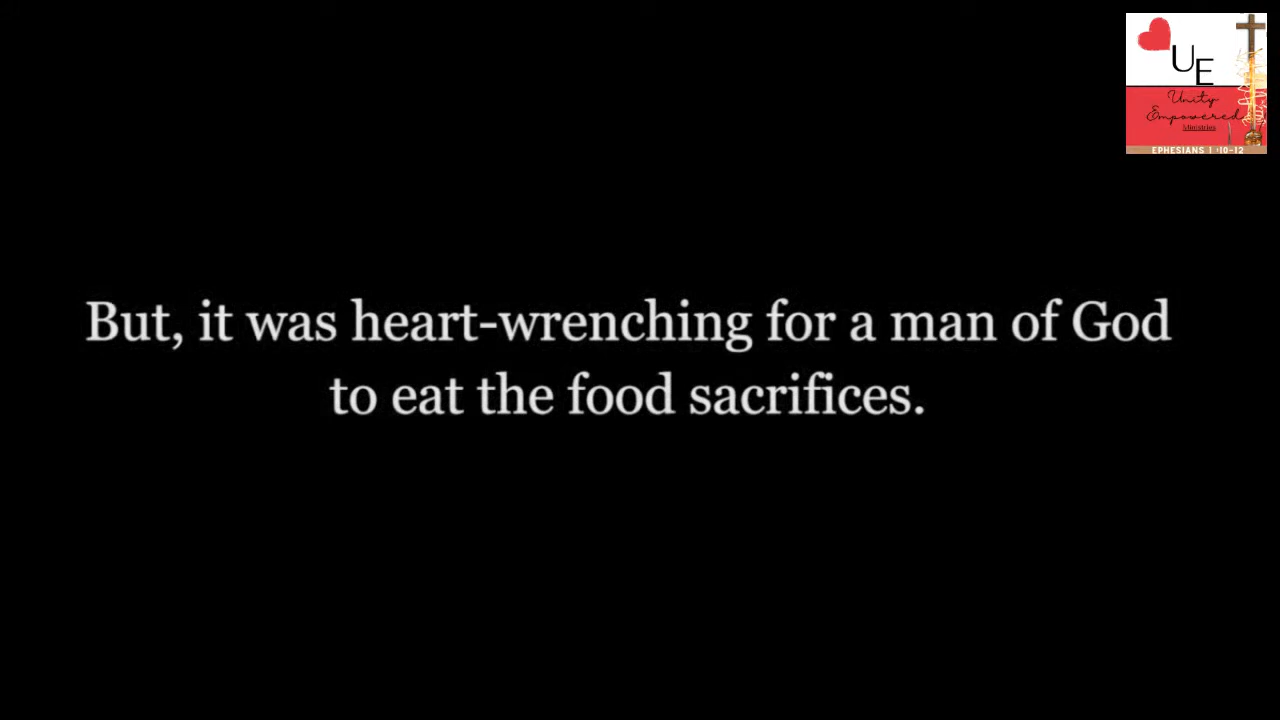 UE
Unity
Empowered
Ministries
EPHESIANS 1:10-12
But, it was heart-wrenching for a man of God
to eat the food sacrifices.